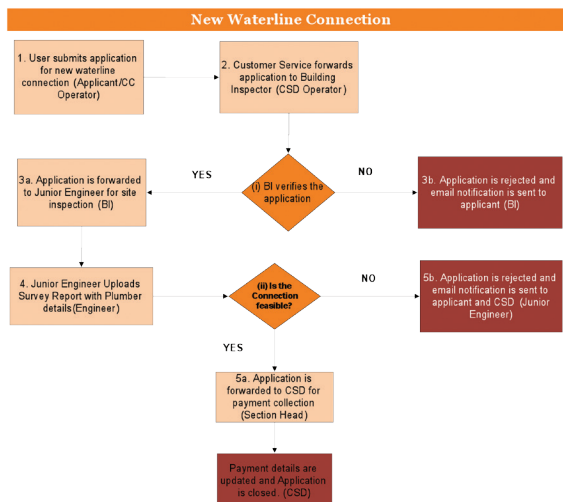 New Waterline Connection
1. User submits application
for new waterline
connection (Applicant/CC
Operator)
2. Customer Service forwards
application to Building
Inspector (CSD Operator)
(i) BI verifies the
application
YES
NO
3a. Application is forwarded
to Junior Engineer for site
inspection (BI)
3b. Application is rejected and
email notification is sent to
applicant (BI)
4. Junior Engineer Uploads
Survey Report with Plumber
details(Engineer)
(ii) Is the
Connection
feasible?
NO
5b. Application is rejected and
email notification is sent to
applicant and CSD (Junior
Engineer)
YES
5a. Application is
forwarded to CSD for
payment collection
(Section Head)
Payment details are
updated and Application
is closed. (CSD)